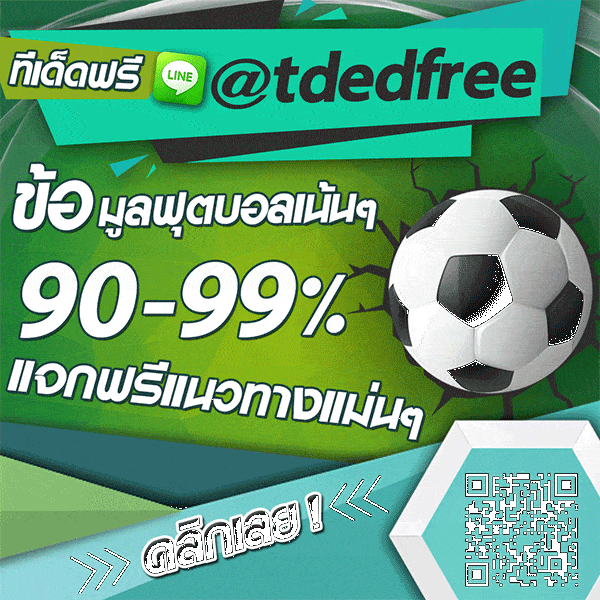 ทีเด็ดฟรี LINE @tdedfree
ข้อมูลฟุตบอลเน้นๆ
90-99%
แจกฟรีแนวทางแม่นๆ
>>> คลิกเลย ! <<<